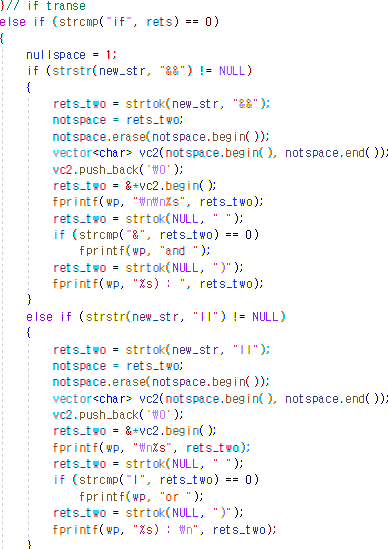 }// if transe
else if (strcmp("if", rets) == 0)
{
nullspace = 1;
if (strstr(new_str, "&&") != NULL)
{
rets_two = strtok(new_str, "&&");
notspace = rets_two;
notspace.erase(notspace.begin());
vector<char> vc2(notspace.begin(), notspace.end());
vc2.push_back('₩0');
rets_two = &*vc2.begin();
fprintf(wp, "₩n₩n%s", rets_two);
rets_two = strtok(NULL, " ");
if (strcmp("&", rets_two) == 0)
fprintf(wp, "and ");
rets_two = strtok(NULL, ")");
fprintf(wp, "%s) : ", rets_two);
}
else if (strstr(new_str, "||") != NULL)
{
rets_two = strtok(new_str, "||");
notspace = rets_two;
notspace.erase(notspace.begin());
vector<char> vc2(notspace.begin(), notspace.end());
vc2.push_back('₩0');
rets_two = &*vc2.begin();
fprintf(wp, "₩n%s", rets_two);
rets_two = strtok(NULL, " ");
if (strcmp("|", rets_two) == 0)
fprintf(wp, "or ");
rets_two = strtok(NULL, ")");
fprintf(wp, "%s) : ₩n", rets_two);
}